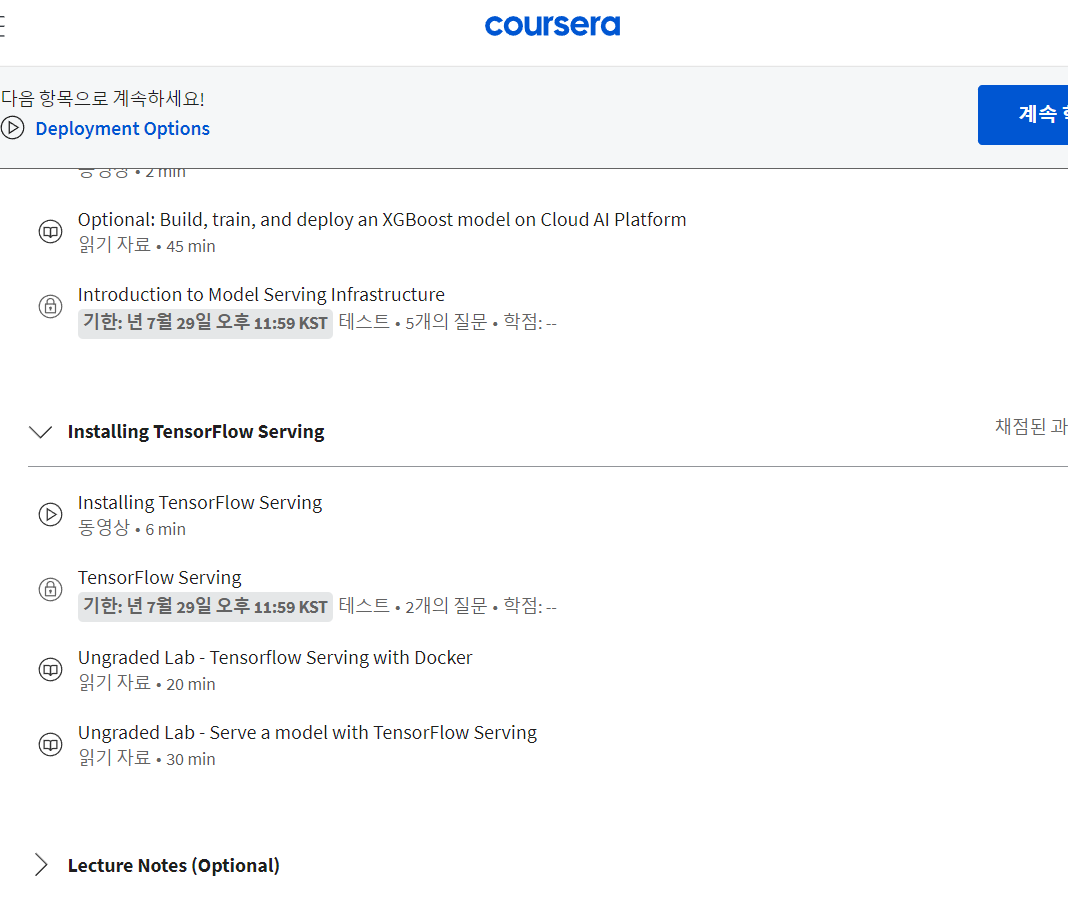 coursera
다음 항목으로 계속하세요!
Deployment Options
계속
동영상 • 2 min
Optional: Build, train, and deploy an XGBoost model on Cloud AI Platform
읽기 자료 • 45 min
Introduction to Model Serving Infrastructure
기한: 년 7월 29일 오후 11:59 KST 테스트 • 5개의 질문 • 학점: --
Installing TensorFlow Serving
채점된 과
Installing TensorFlow Serving
동영상 • 6 min
TensorFlow Serving
기한: 년 7월 29일 오후 11:59 KST 테스트 • 2개의 질문 • 학점: --
Ungraded Lab - Tensorflow Serving with Docker
읽기 자료 • 20 min
Ungraded Lab - Serve a model with TensorFlow Serving
읽기 자료 • 30 min
Lecture Notes (Optional)